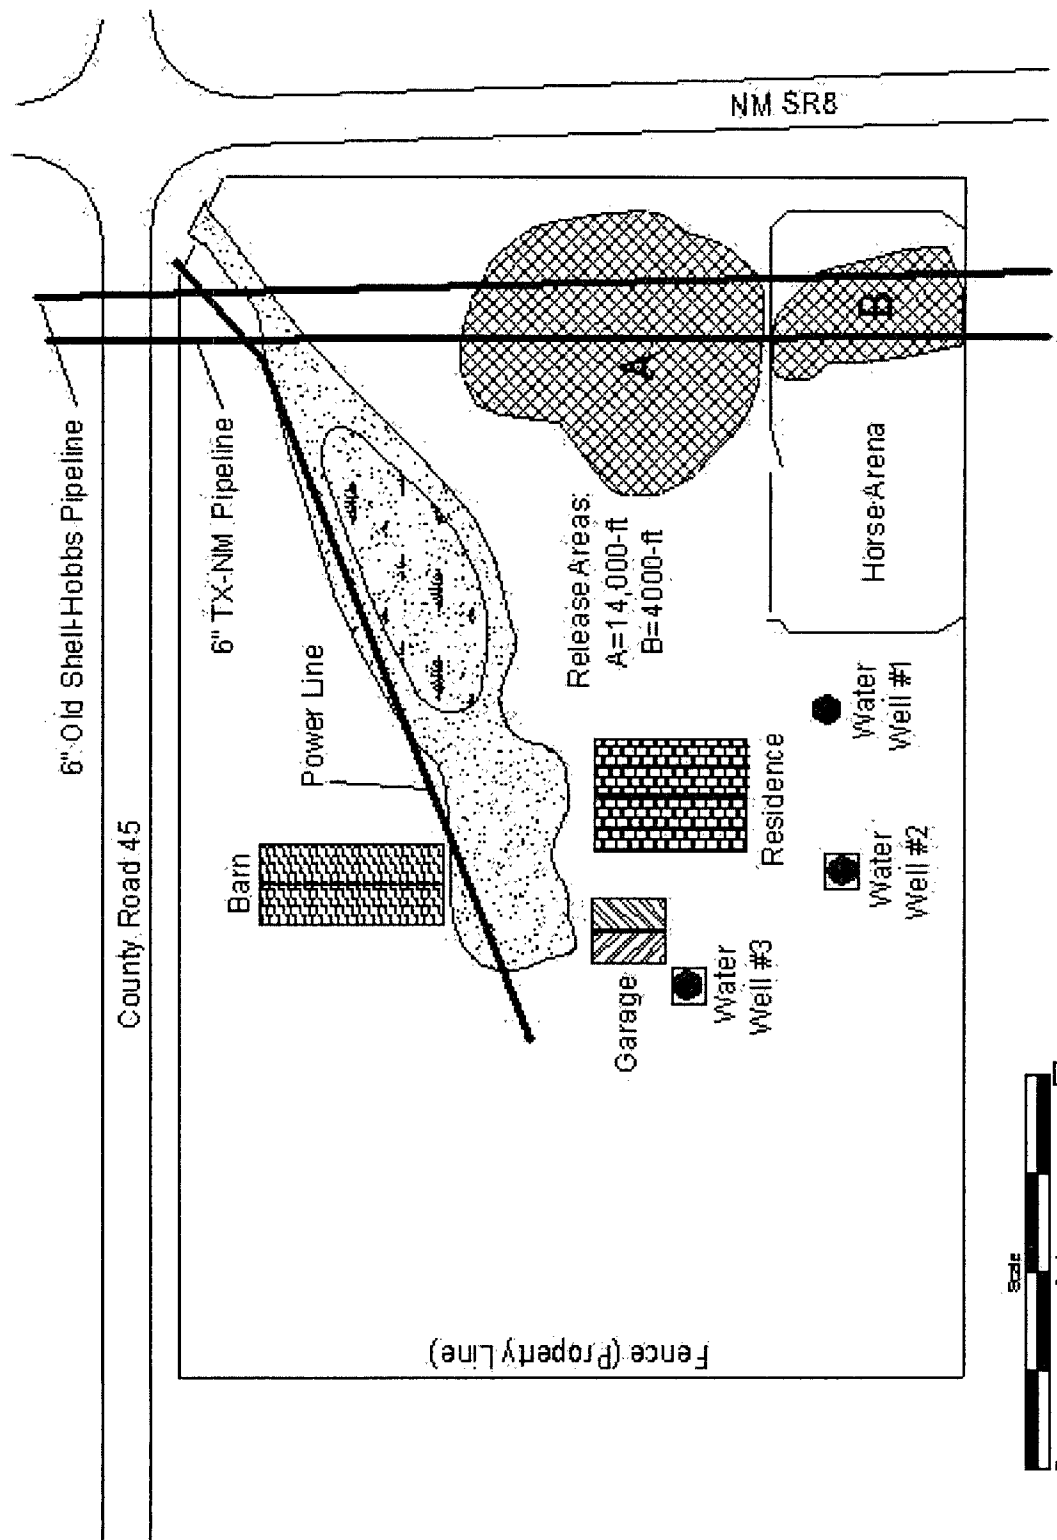 NM SR8
6" Old Shell-Hobbs Pipeline
6" TX-NM Pipeline
County Road 45
Power Line
Barn
A
B
Release Areas:
A=14,000-ft
B=4000-ft
Horse Arena
Residence
Garage
Water
Well #1
Water
Well #2
Water
Well #3
Fence (Property Line)
Scale